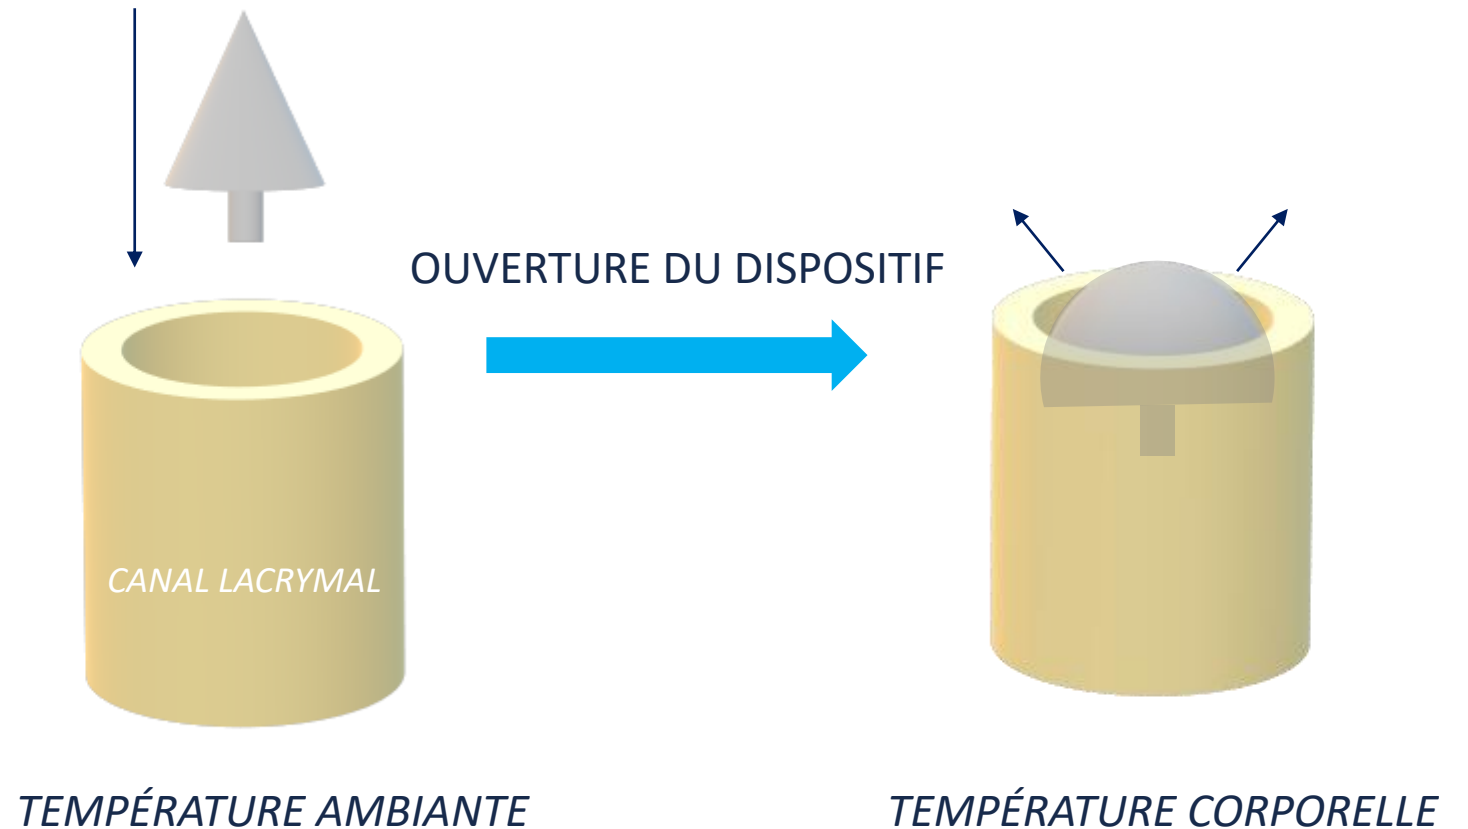 OUVERTURE DU DISPOSITIF
CANAL LACRYMAL
TEMPÉRATURE AMBIANTE
TEMPÉRATURE CORPORELLE